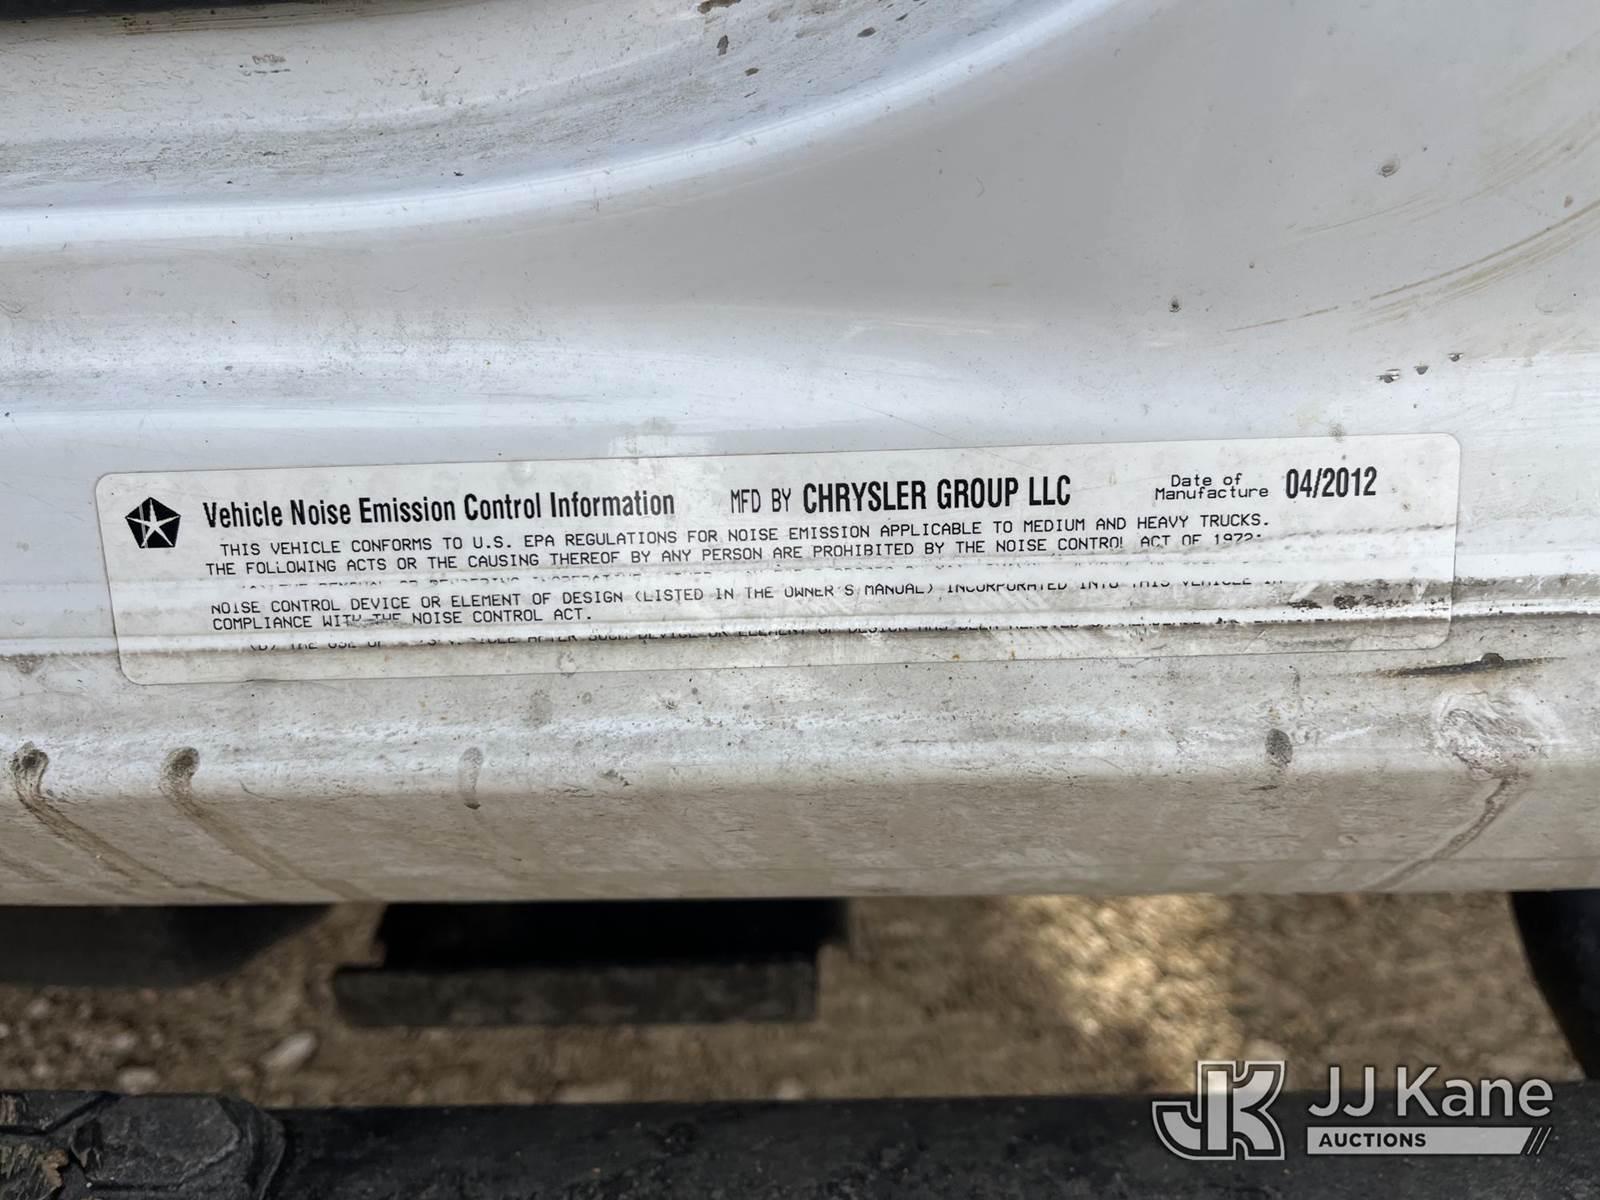 Vehicle Noise Emission Control Information MFD BY CHRYSLER GROUP LLC Date of Manufacture 04/2012
THIS VEHICLE CONFORMS TO U.S. EPA REGULATIONS FOR NOISE EMISSION APPLICABLE TO MEDIUM AND HEAVY TRUCKS.
THE FOLLOWING ACTS OR THE CAUSING THEREOF BY ANY PERSON ARE PROHIBITED BY THE NOISE CONTROL ACT OF 1972:
NOISE CONTROL DEVICE OR ELEMENT OF DESIGN (LISTED IN THE OWNER'S MANUAL) INCORPORATED INTO THIS VEHICLE IN
COMPLIANCE WITH THE NOISE CONTROL ACT.
JK JJ Kane
AUCTIONS